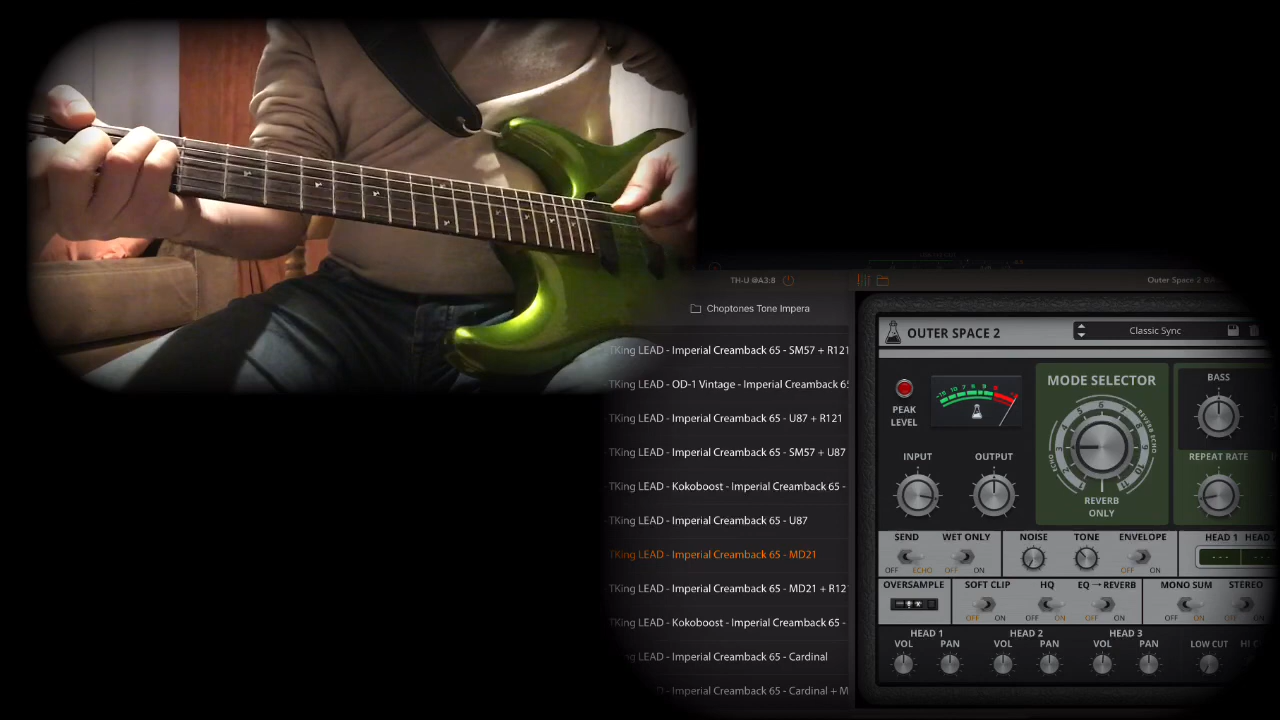 TH-U @A3:8
Outer Space 2
Choptones Tone Impera
TKing LEAD - Imperial Creamback 65 - SM57 + R121
TKing LEAD - OD-1 Vintage - Imperial Creamback 65
TKing LEAD - Imperial Creamback 65 - U87 + R121
TKing LEAD - Imperial Creamback 65 - SM57 + U87
TKing LEAD - Kokoboost - Imperial Creamback 65 -
TKing LEAD - Imperial Creamback 65 - U87
TKing LEAD - Imperial Creamback 65 - MD21
TKing LEAD - Imperial Creamback 65 - MD21 + R12
TKing LEAD - Kokoboost - Imperial Creamback 65 -
LEAD - Imperial Creamback 65 - Cardinal
- Imperial Creamback 65 - Cardinal + M
OUTER SPACE 2
Classic Sync
PEAK
LEVEL
MODE SELECTOR
REVERB ECHO
ECHO
REVERB
ONLY
BASS
INPUT
OUTPUT
REPEAT RATE
SEND
OFF ECHO
WET ONLY
OFF ON
NOISE
TONE
ENVELOPE
OFF ON
HEAD 1 HEAD
OVERSAMPLE
SOFT CLIP
OFF ON
HQ
OFF ON
EQ → REVERB
OFF ON
MONO SUM
OFF ON
STEREO
OFF
HEAD 1
VOL PAN
HEAD 2
VOL PAN
HEAD 3
VOL PAN
LOW CUT